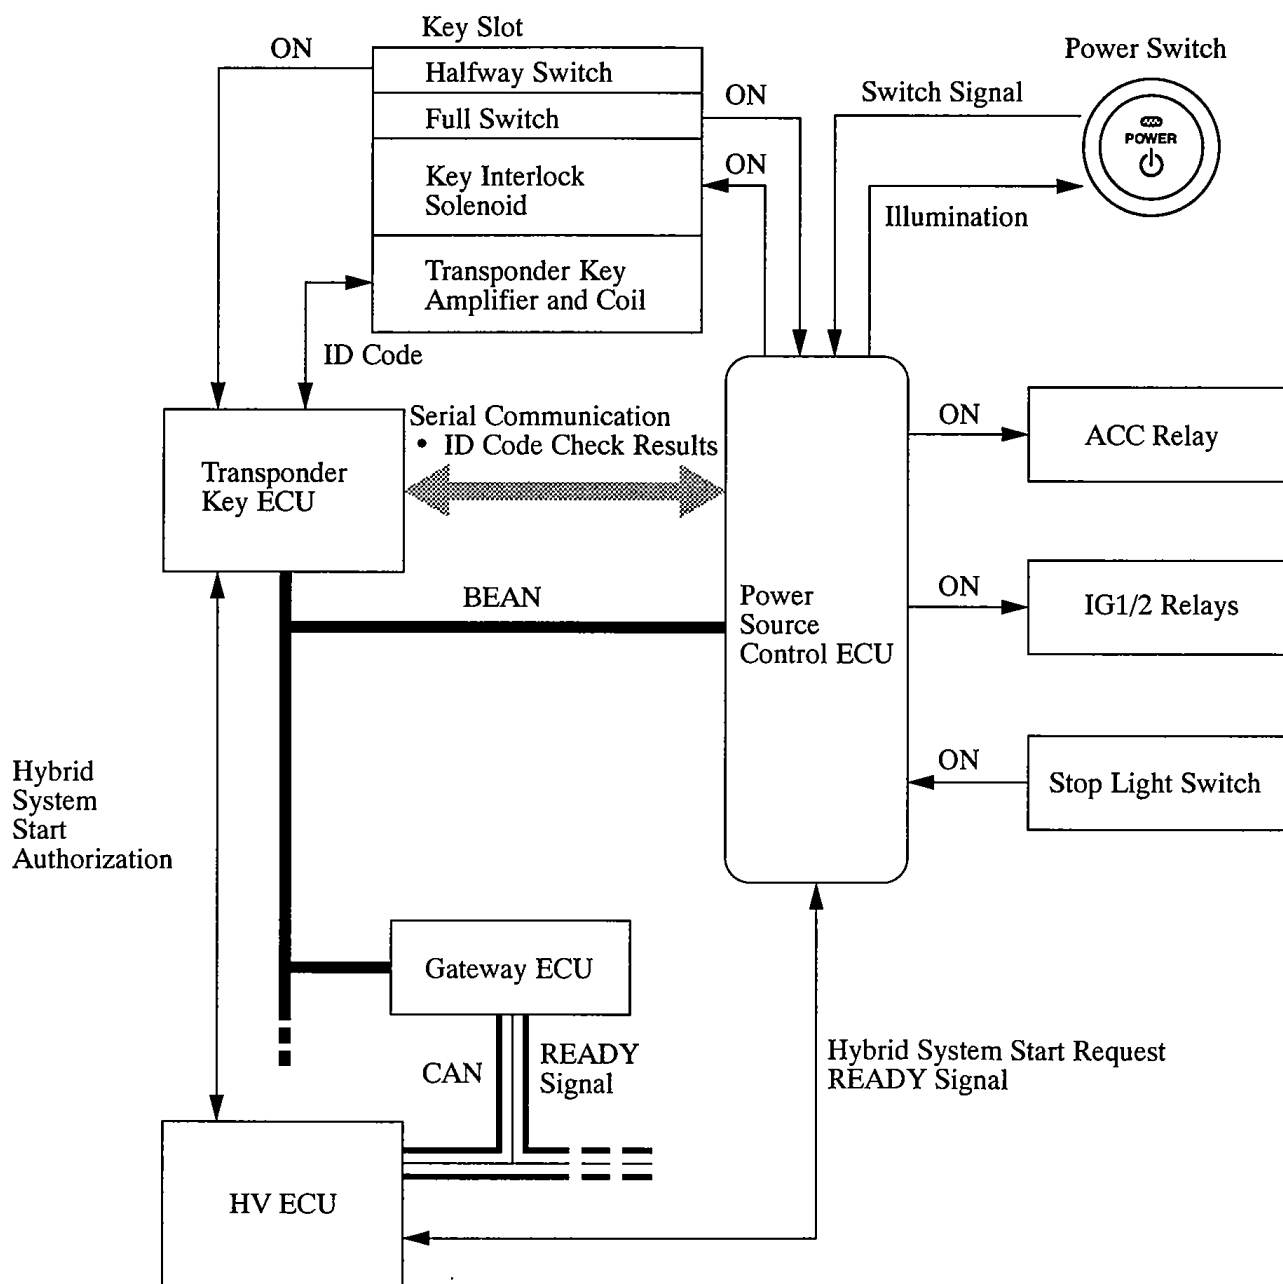 Key Slot
ON
Halfway Switch
Power Switch
Full Switch
ON
Switch Signal
POWER
Key Interlock
Solenoid
ON
Illumination
Transponder Key
Amplifier and Coil
ID Code
Serial Communication
• ID Code Check Results
ON
ACC Relay
Transponder
Key ECU
BEAN
Power
Source
Control ECU
ON
IG1/2 Relays
Hybrid
System
Start
Authorization
ON
Stop Light Switch
Gateway ECU
CAN
READY
Signal
Hybrid System Start Request
READY Signal
HV ECU